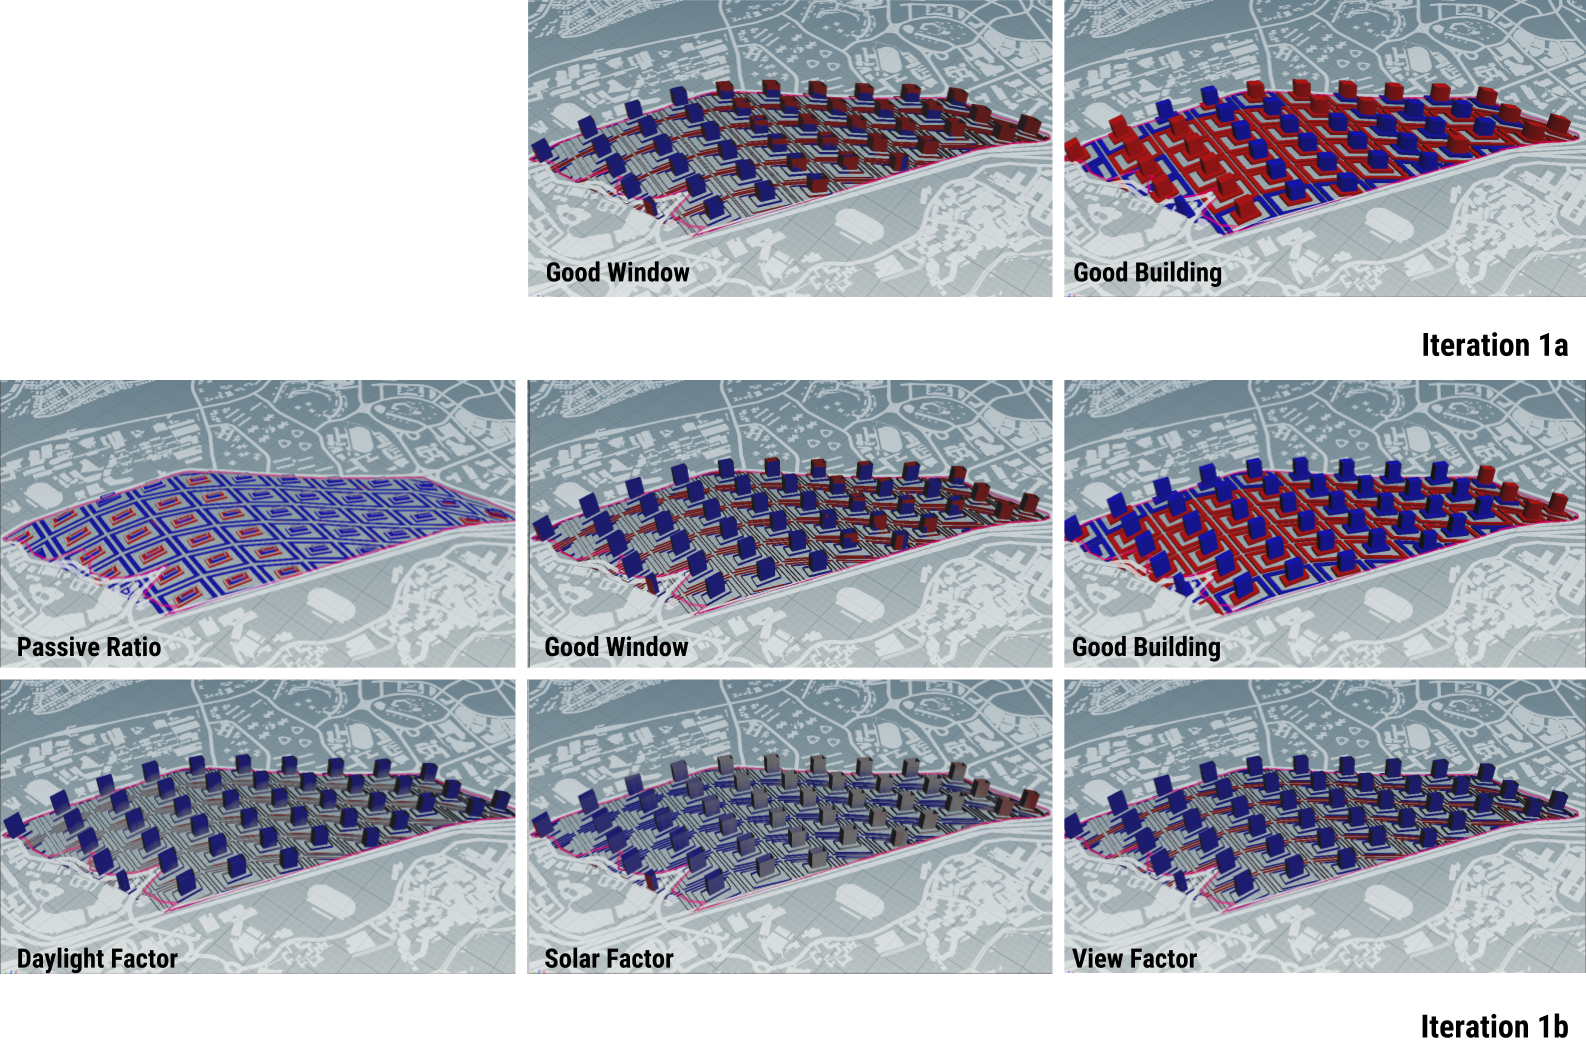 Good Window
Good Building
Iteration 1a
Passive Ratio
Good Window
Good Building
Daylight Factor
Solar Factor
View Factor
Iteration 1b